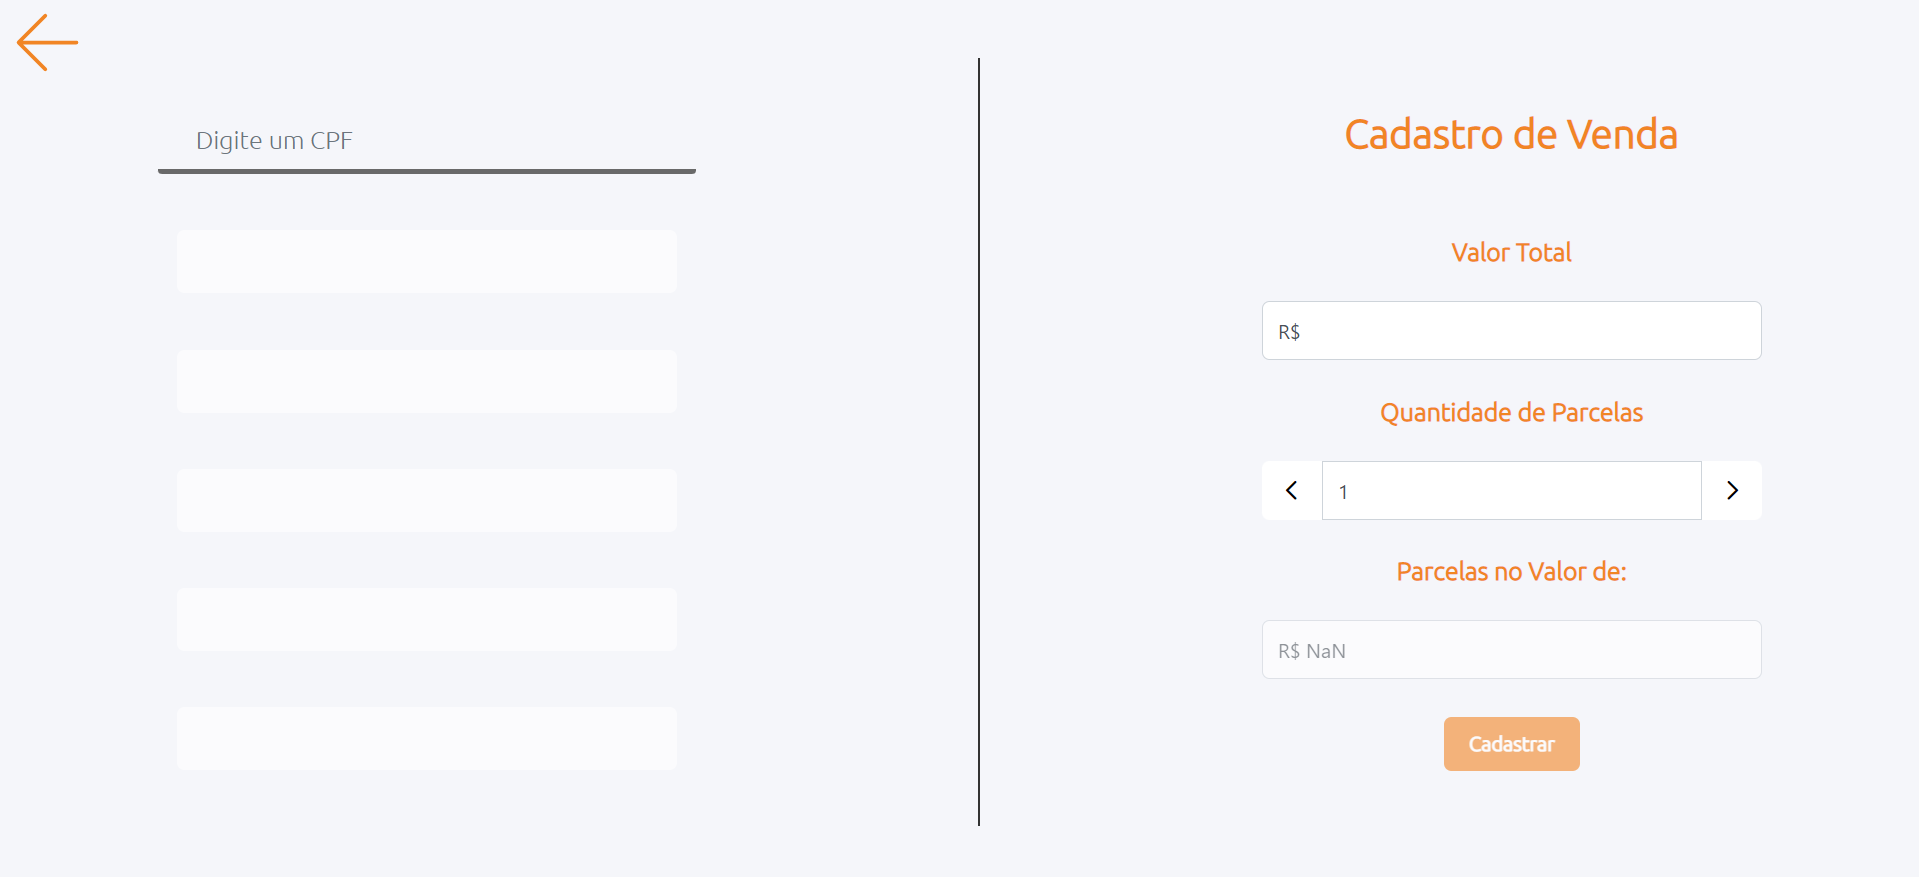 Digite um CPF
Cadastro de Venda
Valor Total
R$
Quantidade de Parcelas
1
Parcelas no Valor de:
R$ NaN
Cadastrar